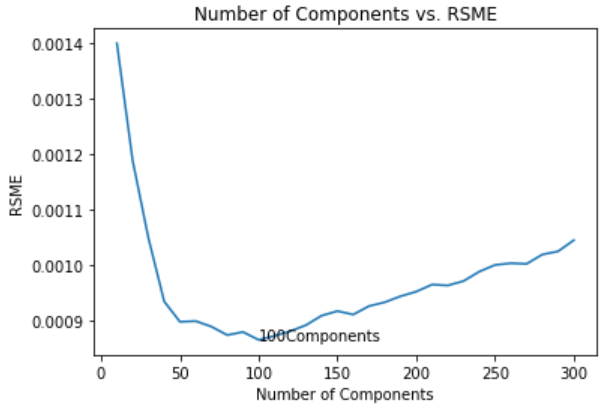 Number of Components vs. RSME
0.0014
0.0013
0.0012
0.0011
0.0010
0.0009
RSME
100Components
0 50 100 150 200 250 300
Number of Components